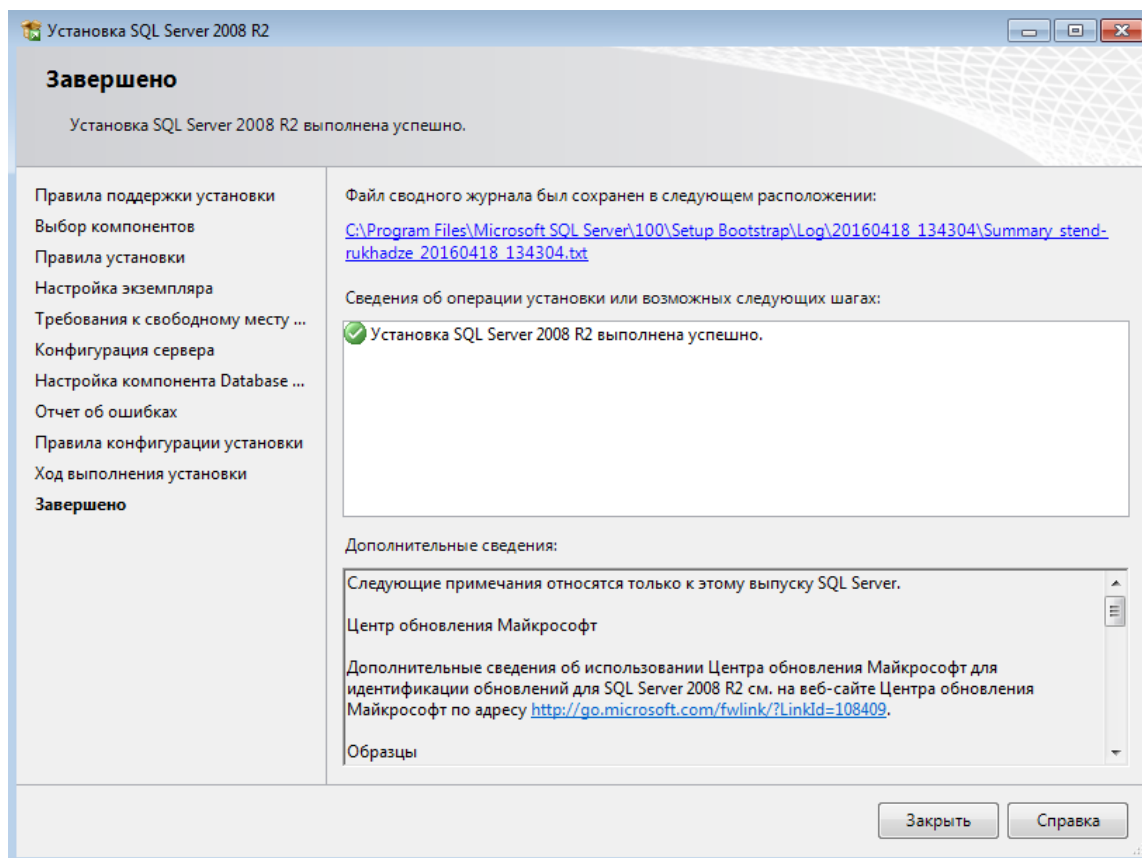 Установка SQL Server 2008 R2
Завершено
Установка SQL Server 2008 R2 выполнена успешно.
Правила поддержки установки
Выбор компонентов
Правила установки
Настройка экземпляра
Требования к свободному месту ...
Конфигурация сервера
Настройка компонента Database ...
Отчет об ошибках
Правила конфигурации установки
Ход выполнения установки
Завершено
Файл сводного журнала был сохранен в следующем расположении:
C:\Program Files\Microsoft SQL Server\100\Setup Bootstrap\Log\20160418_134304\Summary_stend-
rukhadze_20160418_134304.txt
Сведения об операции установки или возможных следующих шагах:
Установка SQL Server 2008 R2 выполнена успешно.
Дополнительные сведения:
Следующие примечания относятся только к этому выпуску SQL Server.
Центр обновления Майкрософт
Дополнительные сведения об использовании Центра обновления Майкрософт для
идентификации обновлений для SQL Server 2008 R2 см. на веб-сайте Центра обновления
Майкрософт по адресу http://go.microsoft.com/fwlink/?LinkId=108409.
Образцы
Закрыть
Справка